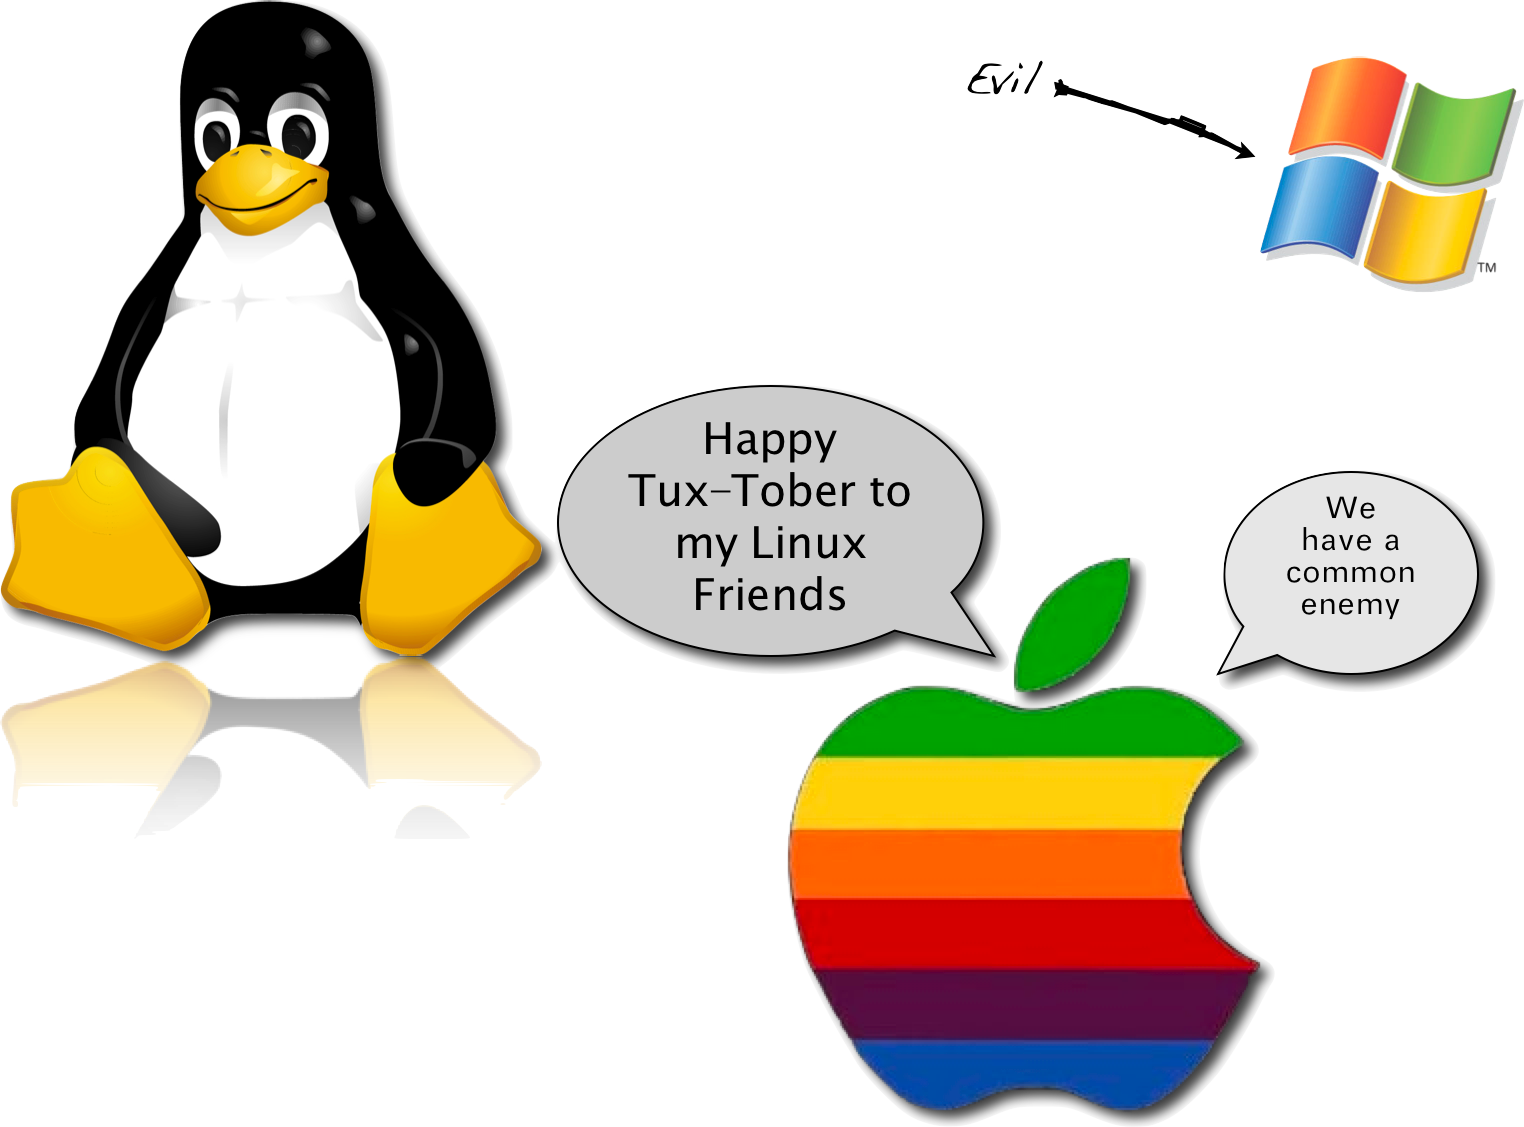 Evil
TM
Happy
Tux-Tober to
my Linux
Friends
We
have a
common
enemy